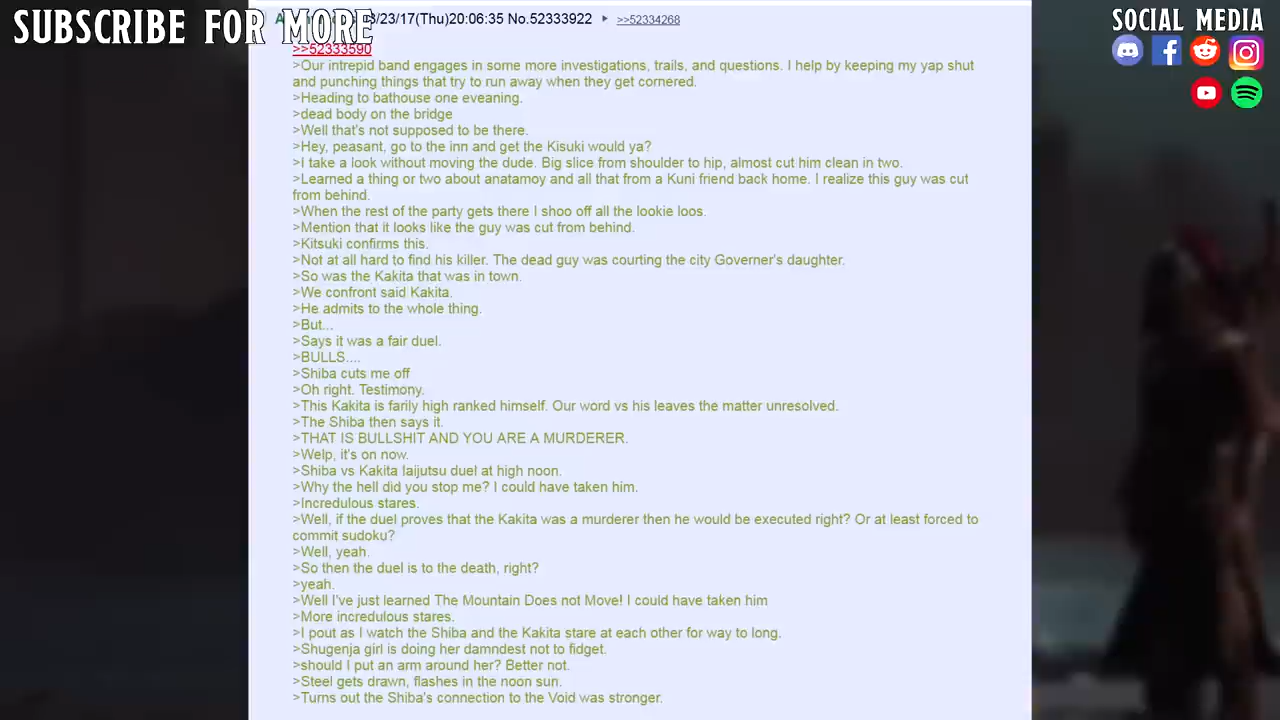 SUBSCRIBE FOR MORE
3/23/17(Thu)20:06:35 No.52333922 ▶ >>52334268
SOCIAL MEDIA
>>52333590
>Our intrepid band engages in some more investigations, trails, and questions. I help by keeping my yap shut
and punching things that try to run away when they get cornered.
>Heading to bathouse one eveaning.
>dead body on the bridge
>Well that's not supposed to be there.
>Hey, peasant, go to the inn and get the Kisuki would ya?
>I take a look without moving the dude. Big slice from shoulder to hip, almost cut him clean in two.
>Learned a thing or two about anatamoy and all that from a Kuni friend back home. I realize this guy was cut
from behind.
>When the rest of the party gets there I shoo off all the lookie loos.
>Mention that it looks like the guy was cut from behind.
>Kitsuki confirms this.
>Not at all hard to find his killer. The dead guy was courting the city Governer's daughter.
>So was the Kakita that was in town.
>We confront said Kakita.
>He admits to the whole thing.
>But...
>Says it was a fair duel.
>BULLS....
>Shiba cuts me off
>Oh right. Testimony.
>This Kakita is farily high ranked himself. Our word vs his leaves the matter unresolved.
>The Shiba then says it.
>THAT IS BULLSHIT AND YOU ARE A MURDERER.
>Welp, it's on now.
>Shiba vs Kakita Iaijutsu duel at high noon.
>Why the hell did you stop me? I could have taken him.
>Incredulous stares.
>Well, if the duel proves that the Kakita was a murderer then he would be executed right? Or at least forced to
commit sudoku?
>Well, yeah.
>So then the duel is to the death, right?
>yeah.
>Well I've just learned The Mountain Does not Move! I could have taken him
>More incredulous stares.
>I pout as I watch the Shiba and the Kakita stare at each other for way to long.
>Shugenja girl is doing her damndest not to fidget.
>should I put an arm around her? Better not.
>Steel gets drawn, flashes in the noon sun.
>Turns out the Shiba's connection to the Void was stronger.